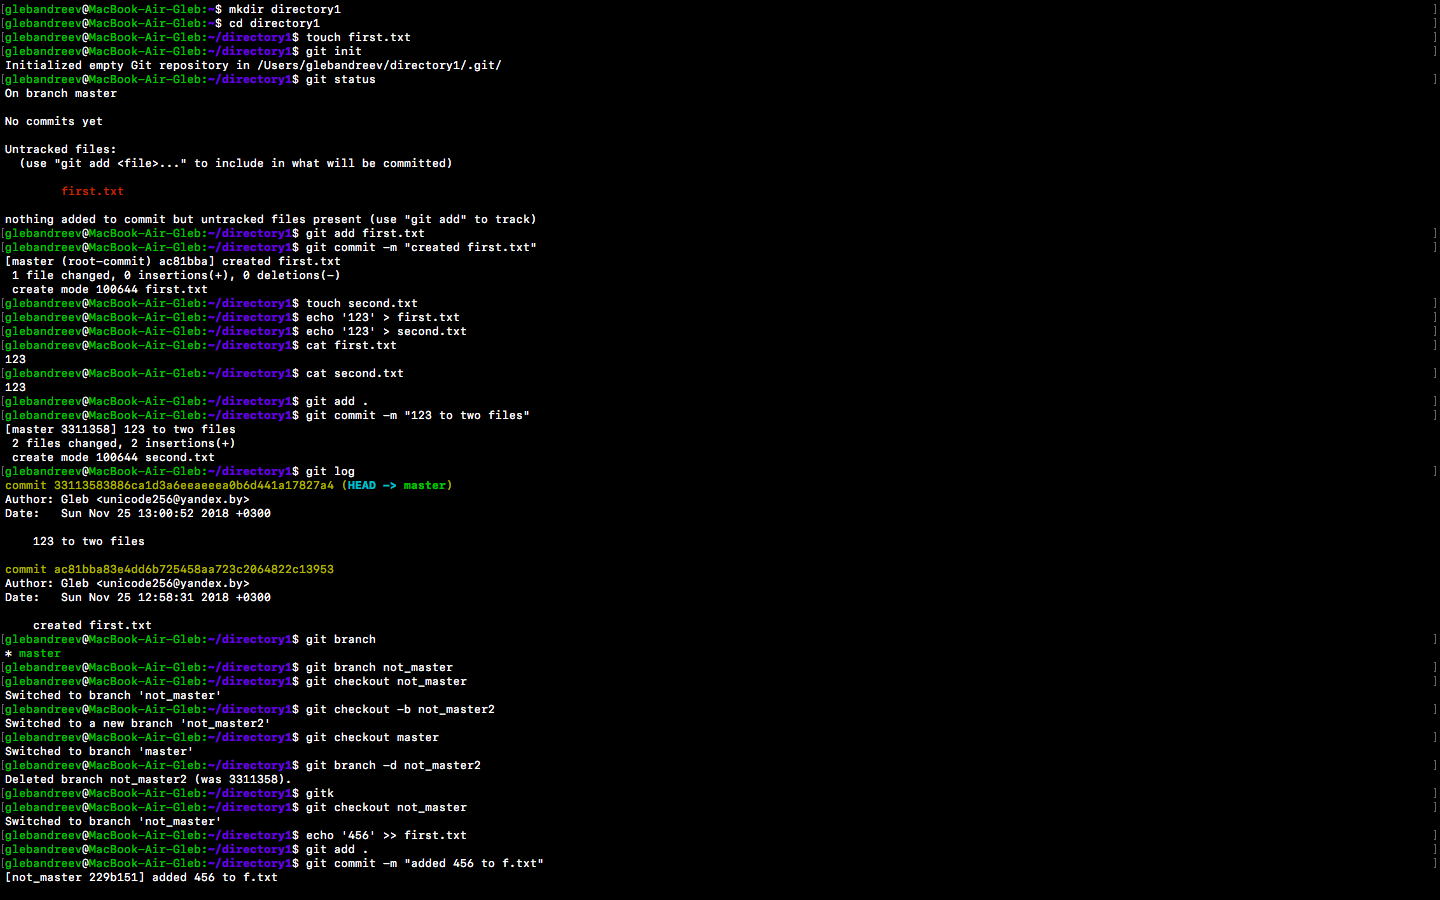 [glebandreev@MacBook-Air-Gleb:~$ mkdir directory1 ]
[glebandreev@MacBook-Air-Gleb:~$ cd directory1 ]
[glebandreev@MacBook-Air-Gleb:~/directory1$ touch first.txt ]
[glebandreev@MacBook-Air-Gleb:~/directory1$ git init ]
Initialized empty Git repository in /Users/glebandreev/directory1/.git/
[glebandreev@MacBook-Air-Gleb:~/directory1$ git status ]
On branch master

No commits yet

Untracked files:
  (use "git add <file>..." to include in what will be committed)

        first.txt

nothing added to commit but untracked files present (use "git add" to track)
[glebandreev@MacBook-Air-Gleb:~/directory1$ git add first.txt ]
[glebandreev@MacBook-Air-Gleb:~/directory1$ git commit -m "created first.txt" ]
[master (root-commit) ac81bba] created first.txt
 1 file changed, 0 insertions(+), 0 deletions(-)
 create mode 100644 first.txt
[glebandreev@MacBook-Air-Gleb:~/directory1$ touch second.txt ]
[glebandreev@MacBook-Air-Gleb:~/directory1$ echo '123' > first.txt ]
[glebandreev@MacBook-Air-Gleb:~/directory1$ echo '123' > second.txt ]
[glebandreev@MacBook-Air-Gleb:~/directory1$ cat first.txt ]
123
[glebandreev@MacBook-Air-Gleb:~/directory1$ cat second.txt ]
123
[glebandreev@MacBook-Air-Gleb:~/directory1$ git add . ]
[glebandreev@MacBook-Air-Gleb:~/directory1$ git commit -m "123 to two files" ]
[master 3311358] 123 to two files
 2 files changed, 2 insertions(+)
 create mode 100644 second.txt
[glebandreev@MacBook-Air-Gleb:~/directory1$ git log ]
commit 33113583886ca1d3a6eeaeeea0b6d441a17827a4 (HEAD -> master)
Author: Gleb <unicode256@yandex.by>
Date:   Sun Nov 25 13:00:52 2018 +0300

    123 to two files

commit ac81bba83e4dd6b725458aa723c2064822c13953
Author: Gleb <unicode256@yandex.by>
Date:   Sun Nov 25 12:58:31 2018 +0300

    created first.txt
[glebandreev@MacBook-Air-Gleb:~/directory1$ git branch ]
* master
[glebandreev@MacBook-Air-Gleb:~/directory1$ git branch not_master ]
[glebandreev@MacBook-Air-Gleb:~/directory1$ git checkout not_master ]
Switched to branch 'not_master'
[glebandreev@MacBook-Air-Gleb:~/directory1$ git checkout -b not_master2 ]
Switched to a new branch 'not_master2'
[glebandreev@MacBook-Air-Gleb:~/directory1$ git checkout master ]
Switched to branch 'master'
[glebandreev@MacBook-Air-Gleb:~/directory1$ git branch -d not_master2 ]
Deleted branch not_master2 (was 3311358).
[glebandreev@MacBook-Air-Gleb:~/directory1$ gitk ]
[glebandreev@MacBook-Air-Gleb:~/directory1$ git checkout not_master ]
Switched to branch 'not_master'
[glebandreev@MacBook-Air-Gleb:~/directory1$ echo '456' >> first.txt ]
[glebandreev@MacBook-Air-Gleb:~/directory1$ git add . ]
[glebandreev@MacBook-Air-Gleb:~/directory1$ git commit -m "added 456 to f.txt" ]
[not_master 229b151] added 456 to f.txt